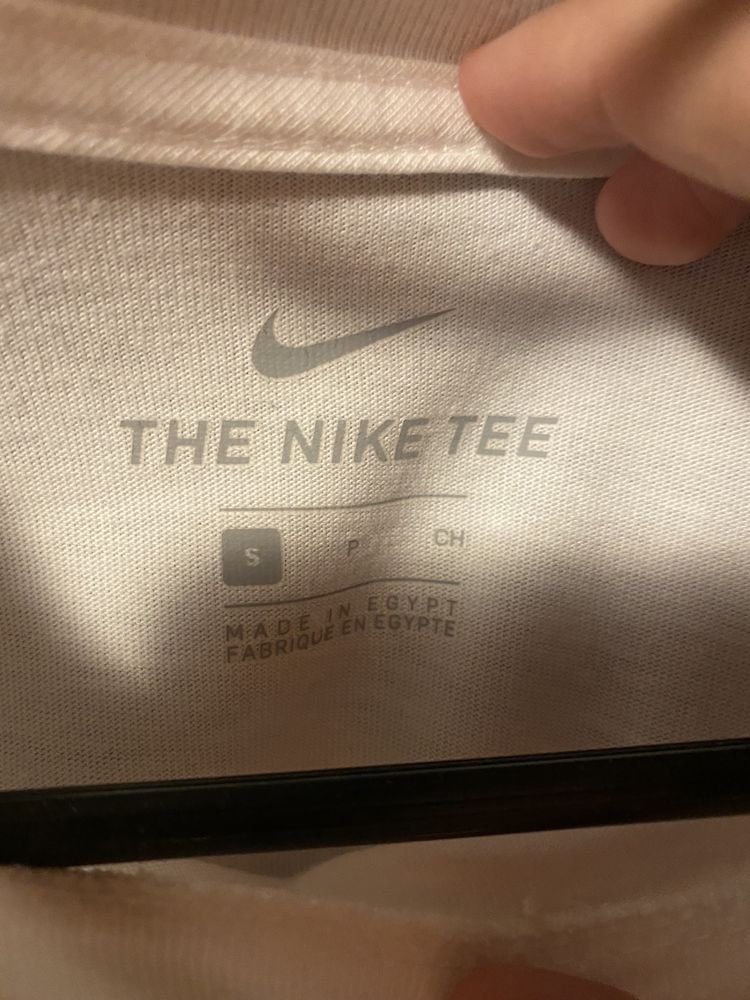 THE NIKE TEE
S P CH
MADE IN EGYPT
FABRIQUE EN EGYPTE